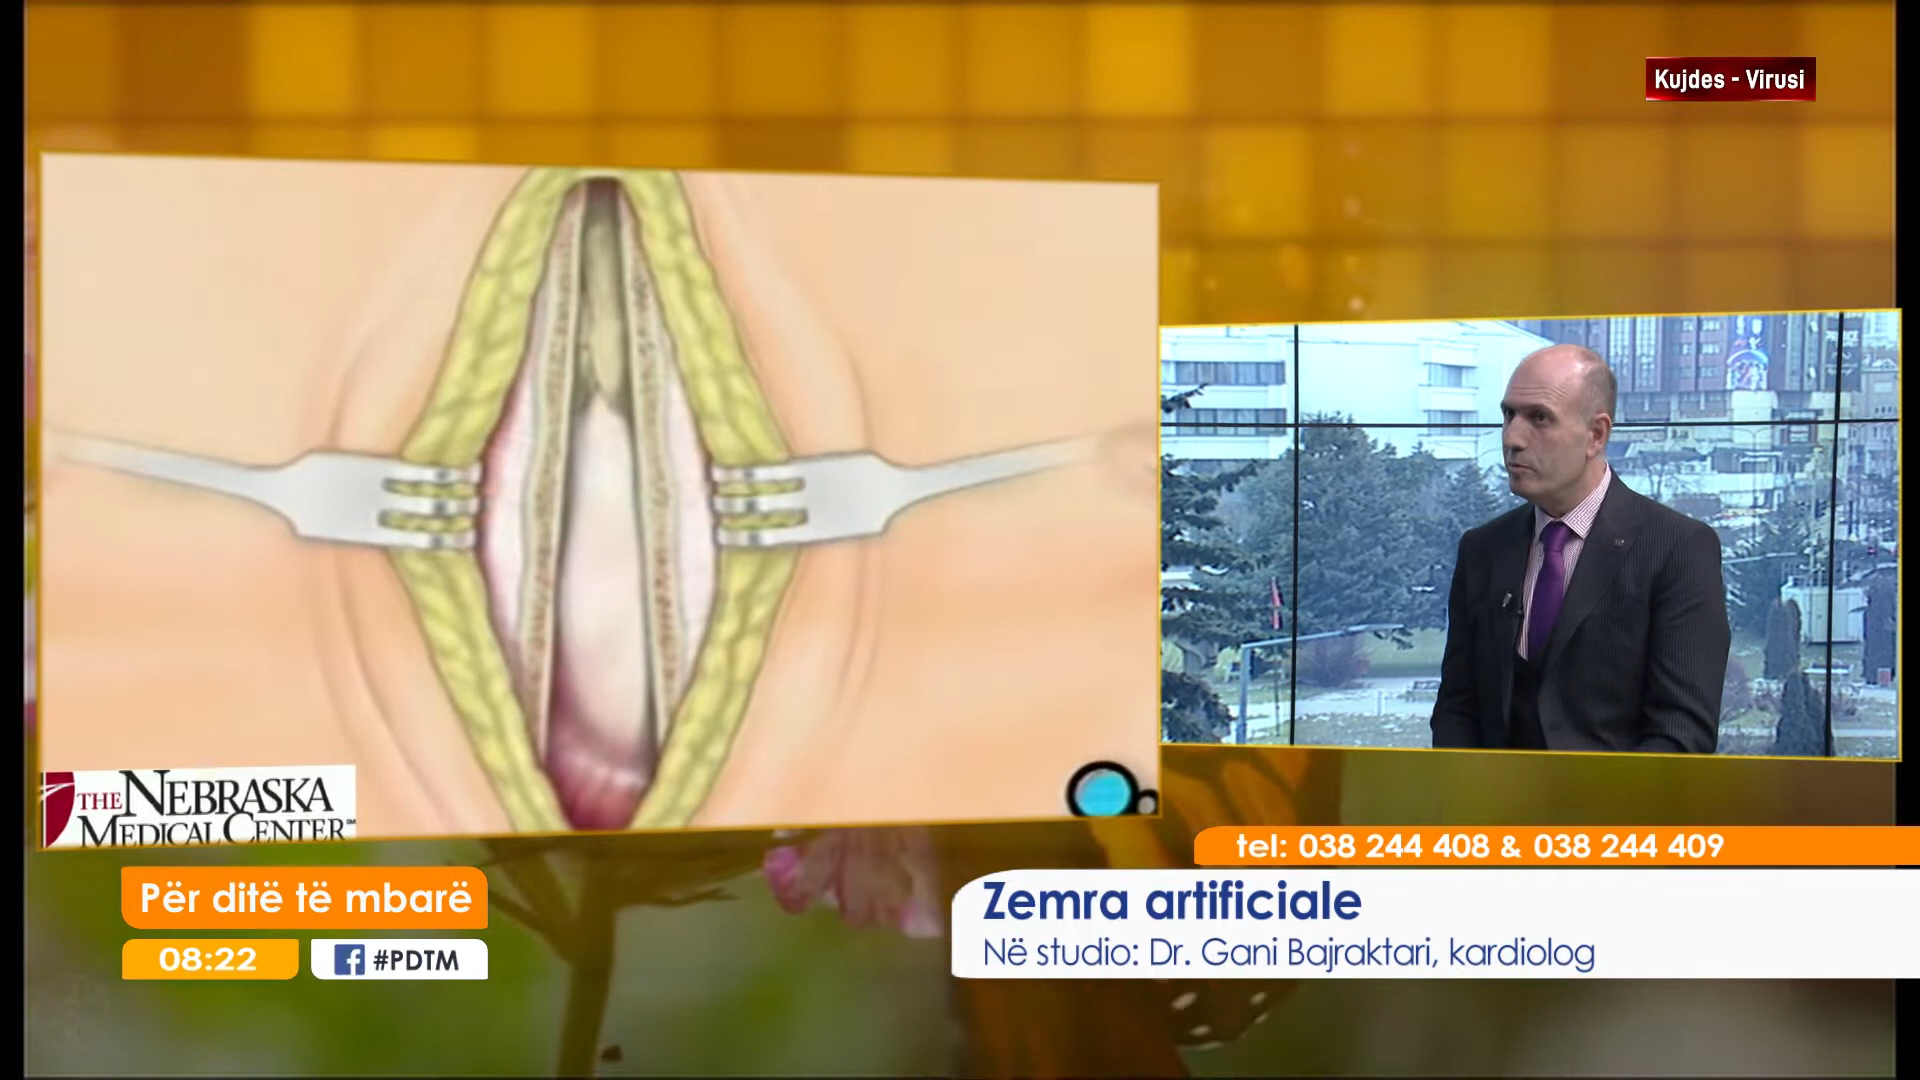 Kujdes - Virusi
THE NEBRASKA
MEDICAL CENTER
tel: 038 244 408 & 038 244 409
Për ditë të mbarë
Zemra artificiale
Në studio: Dr. Gani Bajraktari, kardiolog
08:22
#PDTM